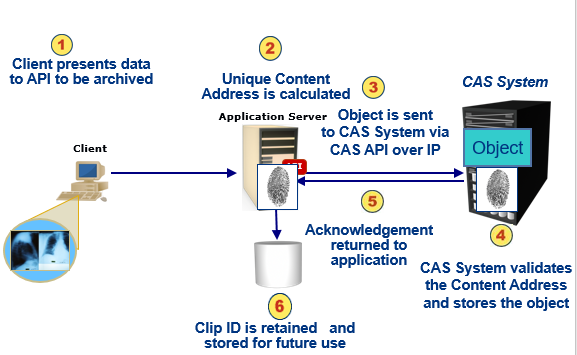 1
Client presents data
to API to be archived
2
Unique Content
Address is calculated
3
Object is sent
to CAS System via
CAS API over IP
CAS System
Application Server
Client
Object
5
Acknowledgement
returned to
application
4
CAS System validates
the Content Address
and stores the object
6
Clip ID is retained and
stored for future use